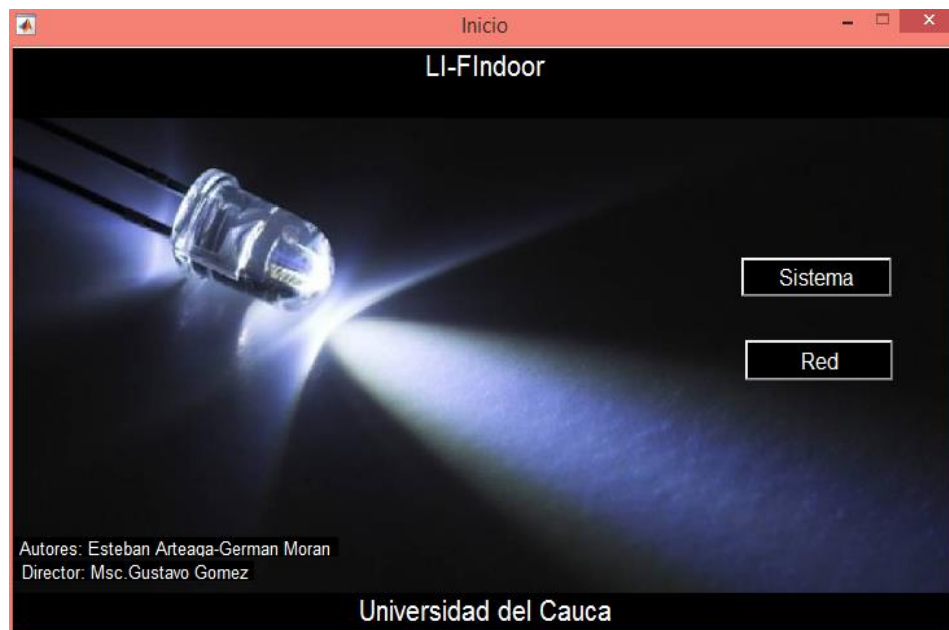 Inicio
LI-FIndoor
Sistema
Red
Autores: Esteban Arteaga-German Moran
Director: Msc.Gustavo Gomez
Universidad del Cauca